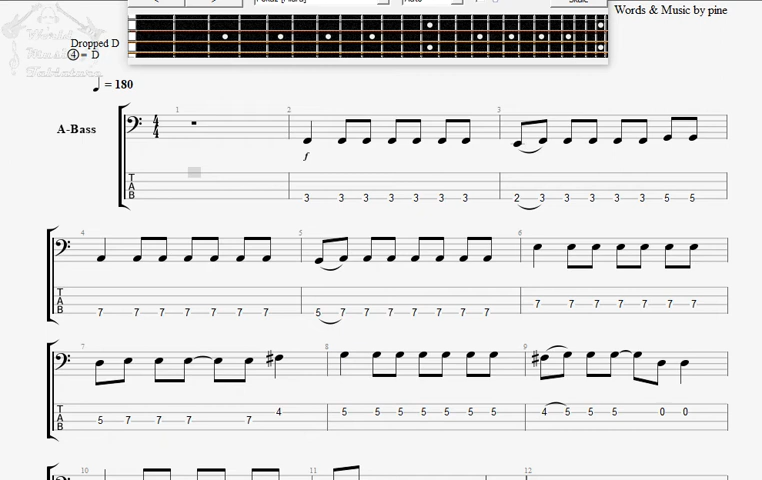 Words & Music by pine
World
Music
Tablatura
Dropped D
④ = D
♩ = 180
A-Bass
1 2 3
f
T
A
B
3 3 3 3 3 3 3 2 3 3 3 3 3 5 5
4 5 6
T
A
B
7 7 7 7 7 7 7 5 7 7 7 7 7 7 7 7 7 7 7 7 7 7
7 8 9
T
A
B
5 7 7 7 7 4 5 5 5 5 5 5 5 4 5 5 5 0 0
10 11 12